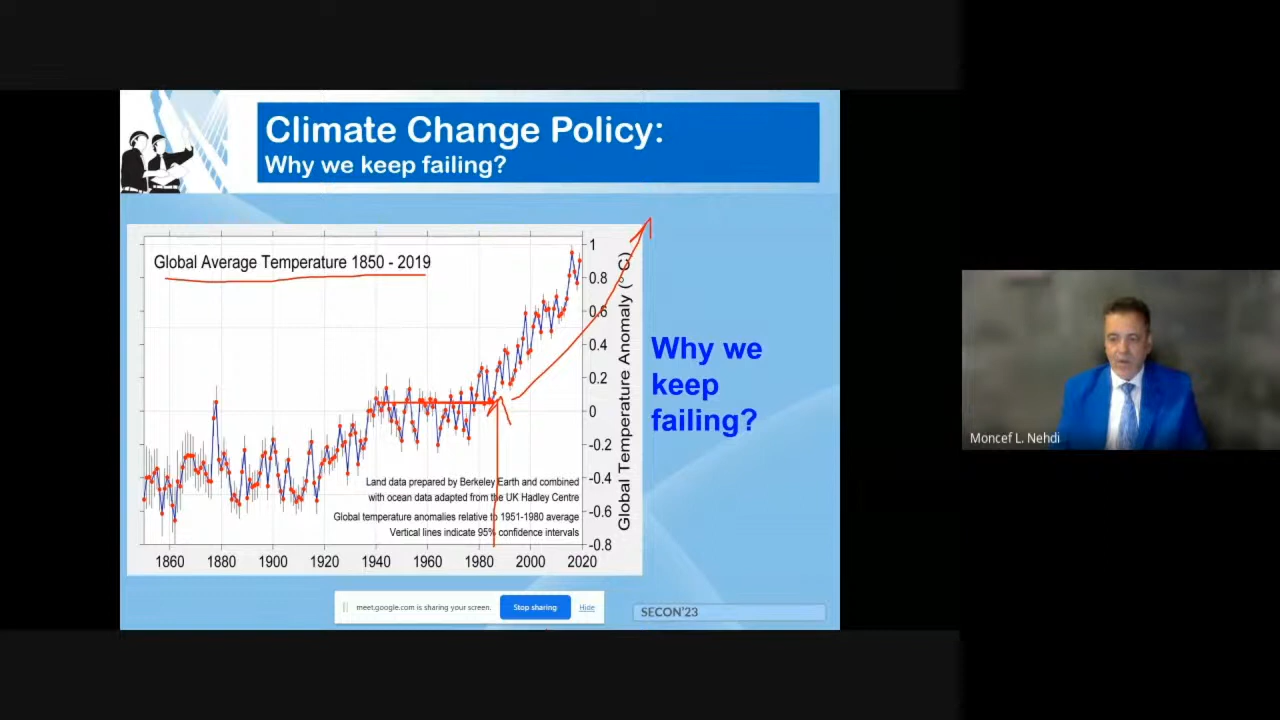 Climate Change Policy:
Why we keep failing?
Global Average Temperature 1850 - 2019
1
0.8
0.6
0.4
0.2
0
-0.2
-0.4
-0.6
-0.8
Global Temperature Anomaly (° C)
Land data prepared by Berkeley Earth and combined
with ocean data adapted from the UK Hadley Centre
Global temperature anomalies relative to 1951-1980 average
Vertical lines indicate 95% confidence intervals
1860 1880 1900 1920 1940 1960 1980 2000 2020
Why we
keep
failing?
meet.google.com is sharing your screen. Stop sharing Hide
SECON'23
Moncef L. Nehdi